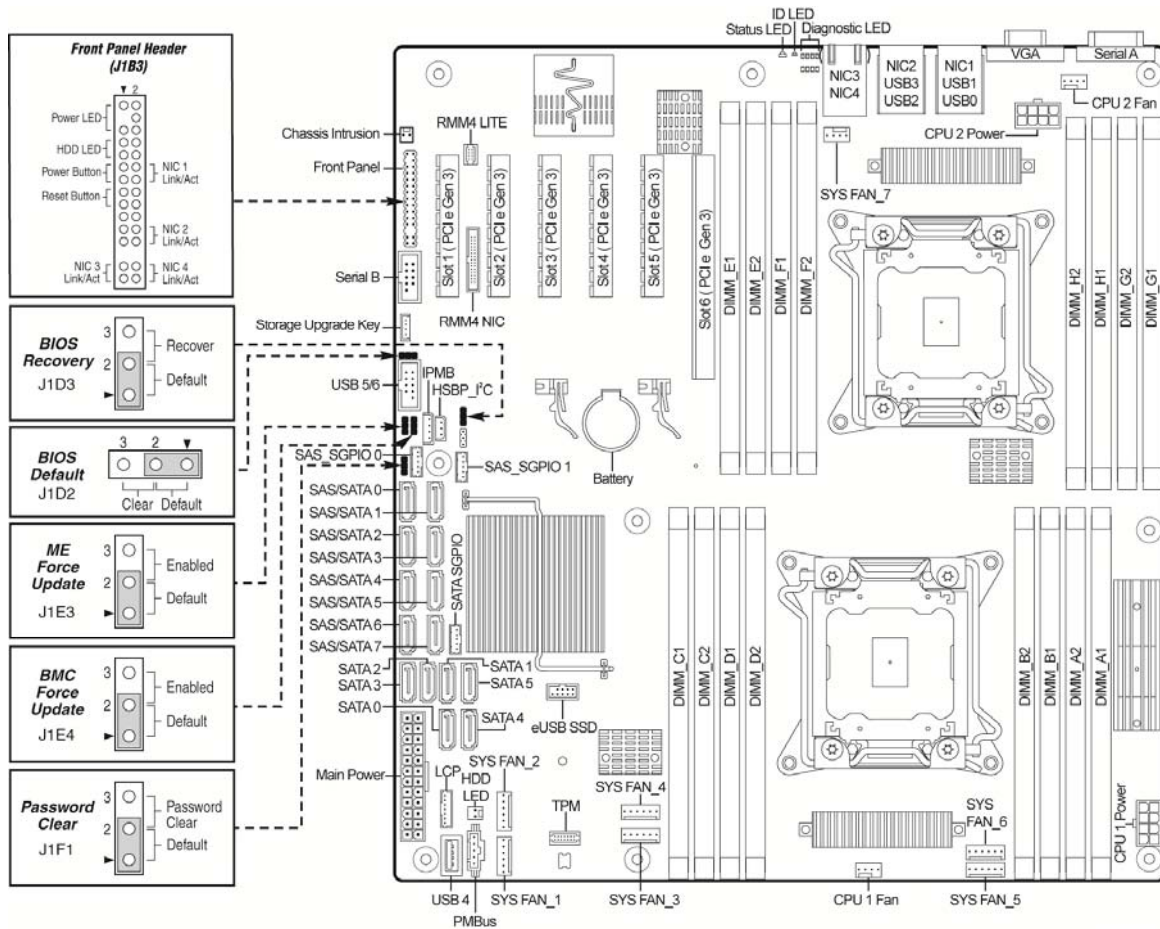 Front Panel Header
(J1B3)
2
Power LED
HDD LED
Power Button
Reset Button
NIC 1
Link/Act
NIC 2
Link/Act
NIC 3
Link/Act
NIC 4
Link/Act
BIOS
Recovery
J1D3
3
2
Recover
Default
BIOS
Default
J1D2
3
2
Clear
Default
ME
Force
Update
J1E3
3
2
Enabled
Default
BMC
Force
Update
J1E4
3
2
Enabled
Default
Password
Clear
J1F1
3
2
Password
Clear
Default
ID LED
Status LED
Diagnostic LED
NIC3
NIC4
NIC2
USB3
USB2
NIC1
USB1
USB0
VGA
Serial A
CPU 2 Fan
CPU 2 Power
SYS FAN_7
Chassis Intrusion
RMM4 LITE
Front Panel
Slot 1 ( PCI e Gen 3)
Slot 2 ( PCI e Gen 3)
Slot 3 ( PCI e Gen 3)
Slot 4 ( PCI e Gen 3)
Slot 5 ( PCI e Gen 3)
Slot 6 ( PCI e Gen 3)
DIMM_E1
DIMM_E2
DIMM_F1
DIMM_F2
DIMM_H2
DIMM_H1
DIMM_G2
DIMM_G1
Serial B
RMM4 NIC
Storage Upgrade Key
USB 5/6
IPMB
HSBP_I²C
SAS_SGPIO 0
SAS_SGPIO 1
Battery
SAS/SATA 0
SAS/SATA 1
SAS/SATA 2
SAS/SATA 3
SAS/SATA 4
SAS/SATA 5
SAS/SATA 6
SAS/SATA 7
SATA SGPIO
SATA 2
SATA 1
SATA 3
SATA 5
SATA 0
SATA 4
eUSB SSD
DIMM_C1
DIMM_C2
DIMM_D1
DIMM_D2
DIMM_B2
DIMM_B1
DIMM_A2
DIMM_A1
Main Power
LCP
HDD
LED
SYS FAN_2
TPM
SYS FAN_4
SYS
FAN_6
CPU 1 Power
USB 4
PMBus
SYS FAN_1
SYS FAN_3
CPU 1 Fan
SYS FAN_5